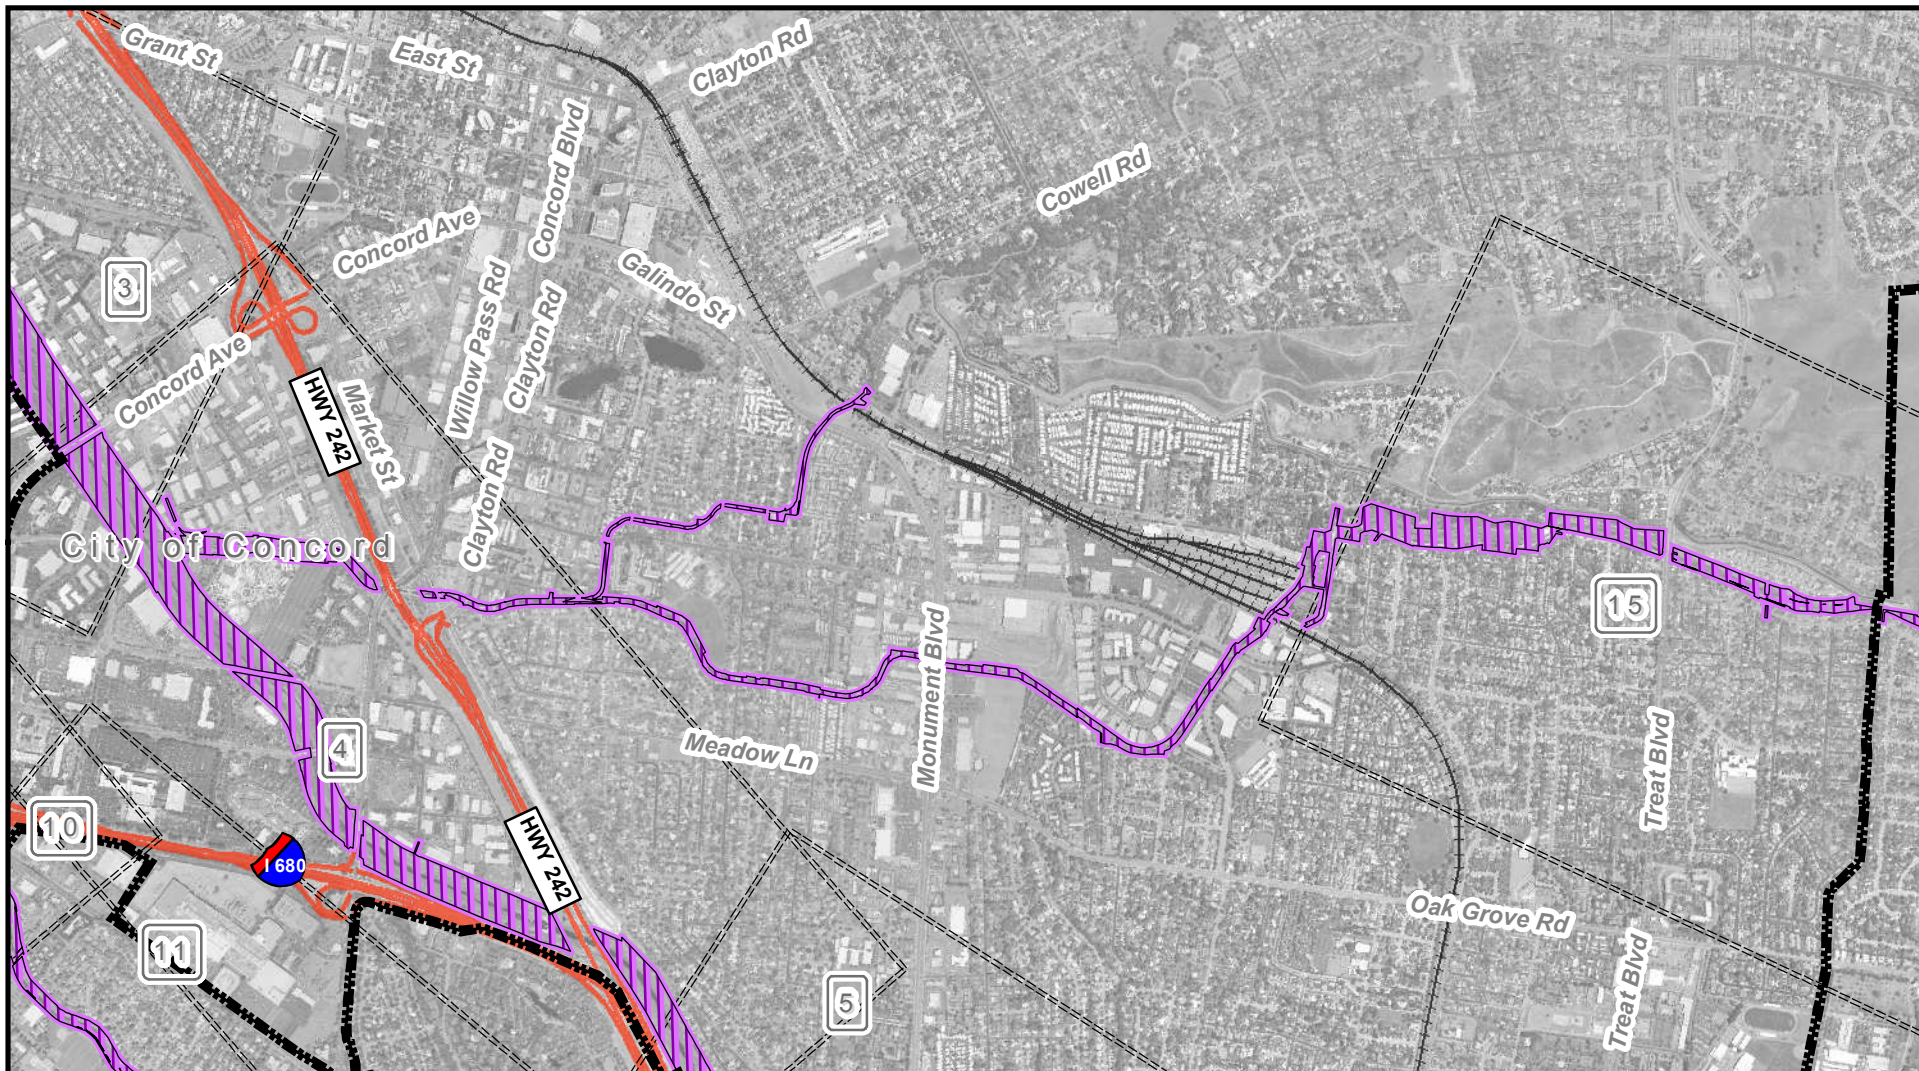 Grant St
East St
Clayton Rd
Concord Blvd
Cowell Rd
Concord Ave
Galindo St
3
Willow Pass Rd
Clayton Rd
Concord Ave
HWY 242
Market St
Clayton Rd
City of Concord
15
Monument Blvd
4
Meadow Ln
Treat Blvd
10
I 680
HWY 242
Oak Grove Rd
11
5
Treat Blvd